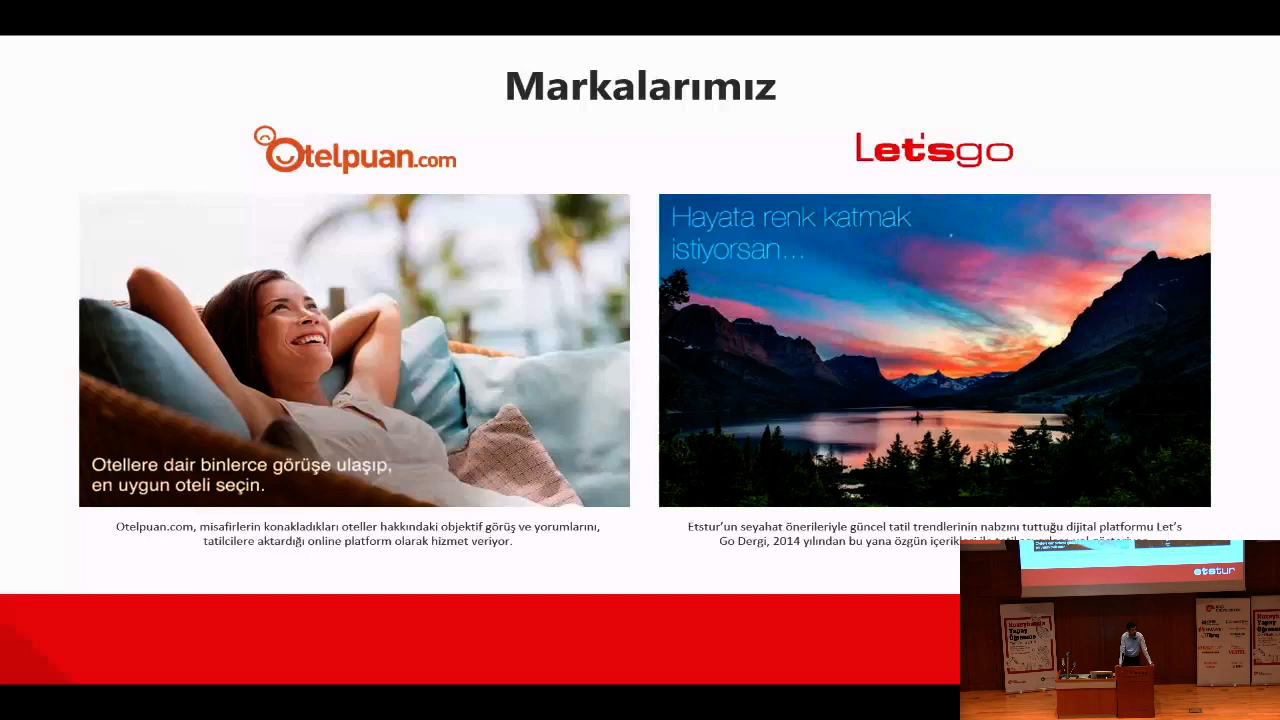 Markalarımız
Otelpuan.com
Let'sgo
Hayata renk katmak
istiyorsan...
Otellere dair binlerce görüşe ulaşıp,
en uygun oteli seçin.
Otelpuan.com, misafirlerin konakladıkları oteller hakkındaki objektif görüş ve yorumlarını,
tatilcilere aktardığı online platform olarak hizmet veriyor.
Etstur’un seyahat önerileriyle güncel tatil trendlerinin nabzını tuttuğu dijital platformu Let’s
Go Dergi, 2014 yılından bu yana özgün içerikleri ile
etstur
Yapay
Öğrenme